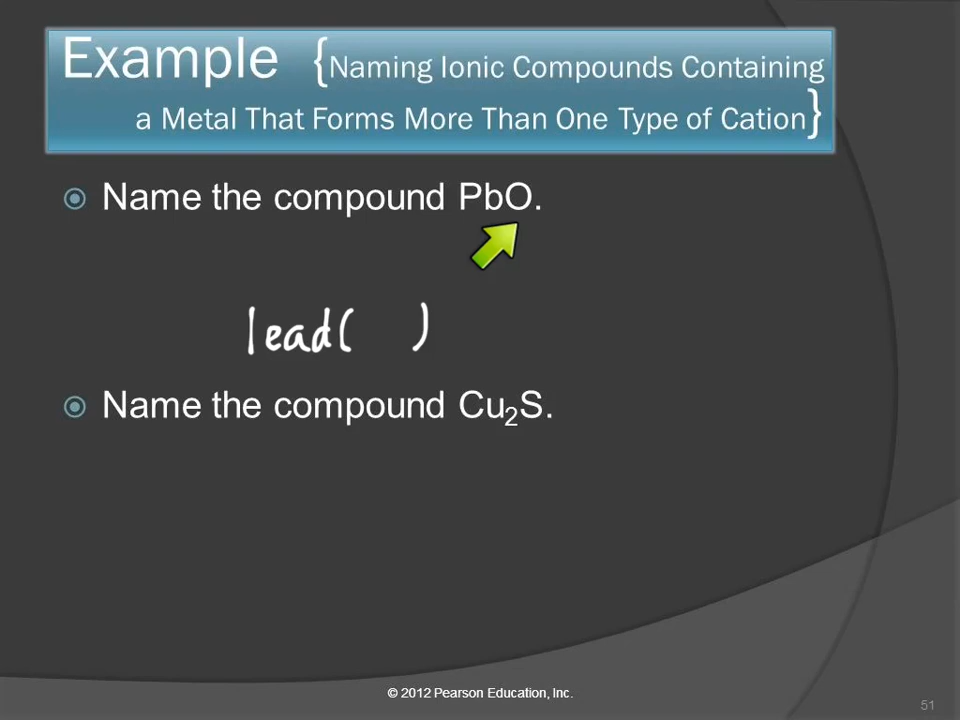 Example {Naming Ionic Compounds Containing
a Metal That Forms More Than One Type of Cation}
Name the compound PbO.
lead( )
Name the compound Cu₂S.
© 2012 Pearson Education, Inc.
51